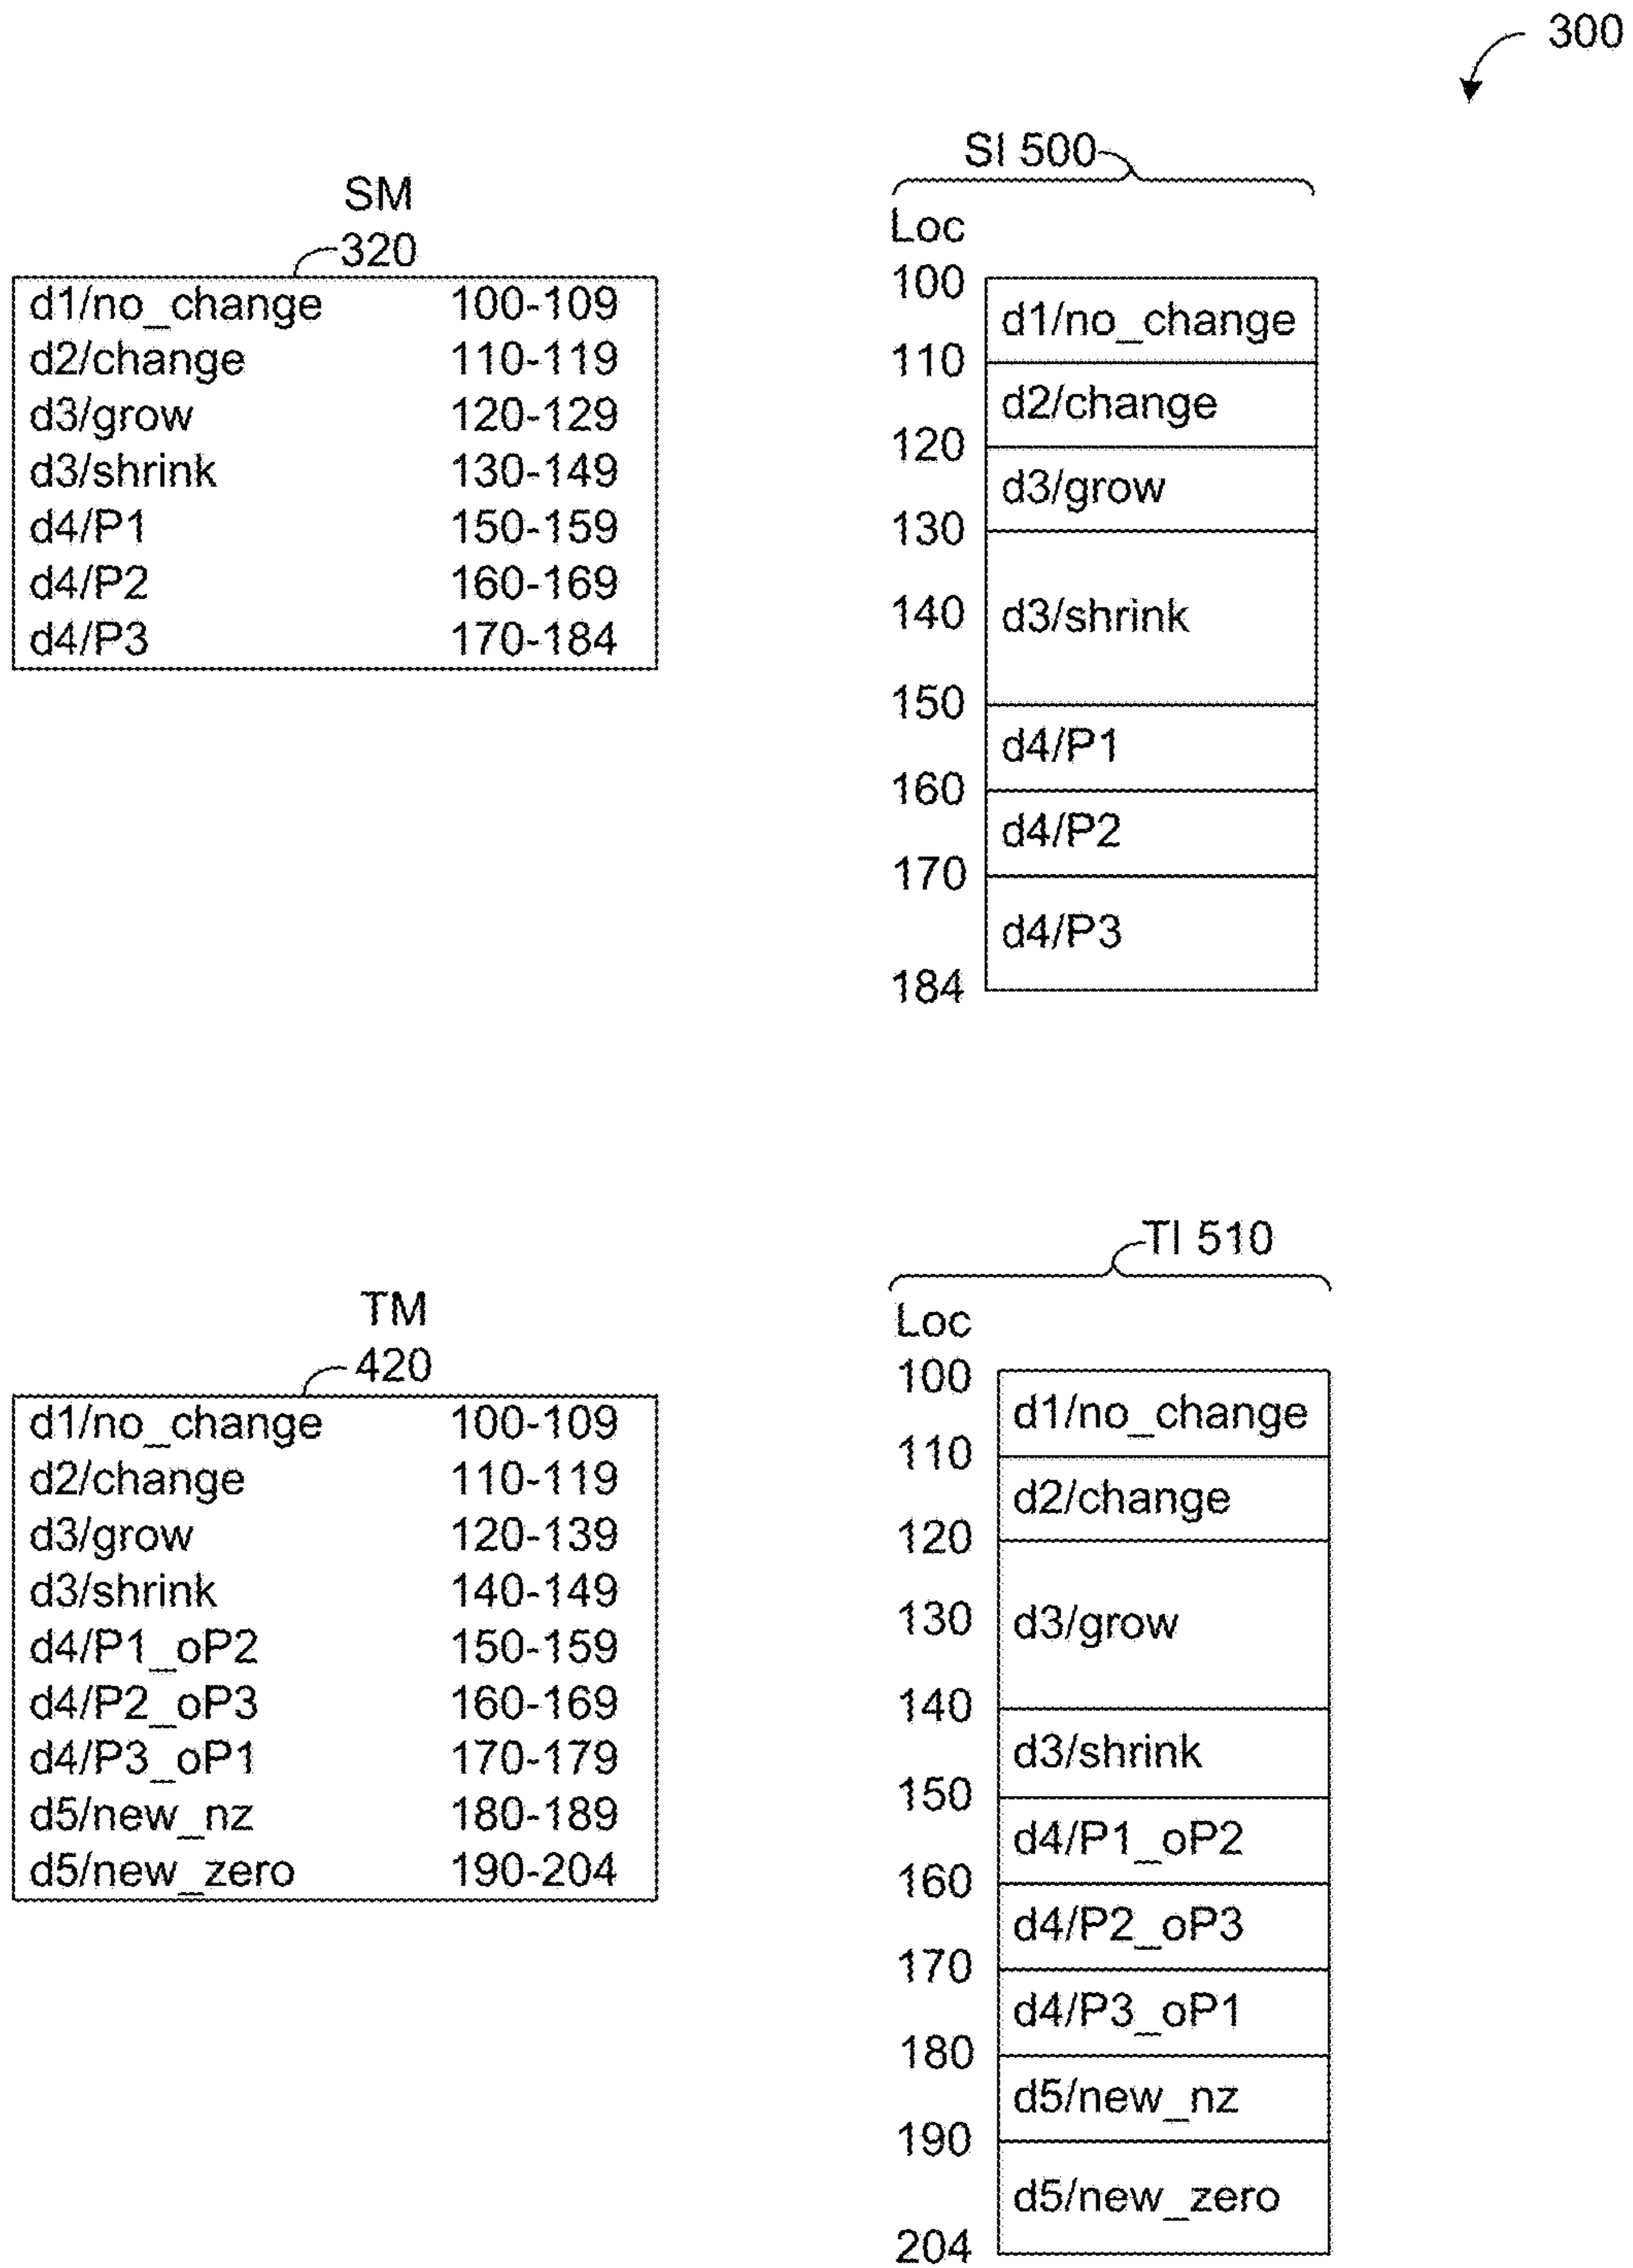 300
SM
320
d1/no_change 100-109
d2/change 110-119
d3/grow 120-129
d3/shrink 130-149
d4/P1 150-159
d4/P2 160-169
d4/P3 170-184
SI 500
Loc
100
d1/no_change
110
d2/change
120
d3/grow
130
140 d3/shrink
150
d4/P1
160
d4/P2
170
d4/P3
184
TM
420
d1/no_change 100-109
d2/change 110-119
d3/grow 120-139
d3/shrink 140-149
d4/P1_oP2 150-159
d4/P2_oP3 160-169
d4/P3_oP1 170-179
d5/new_nz 180-189
d5/new_zero 190-204
TI 510
Loc
100
d1/no_change
110
d2/change
120
130 d3/grow
140
d3/shrink
150
d4/P1_oP2
160
d4/P2_oP3
170
d4/P3_oP1
180
d5/new_nz
190
d5/new_zero
204